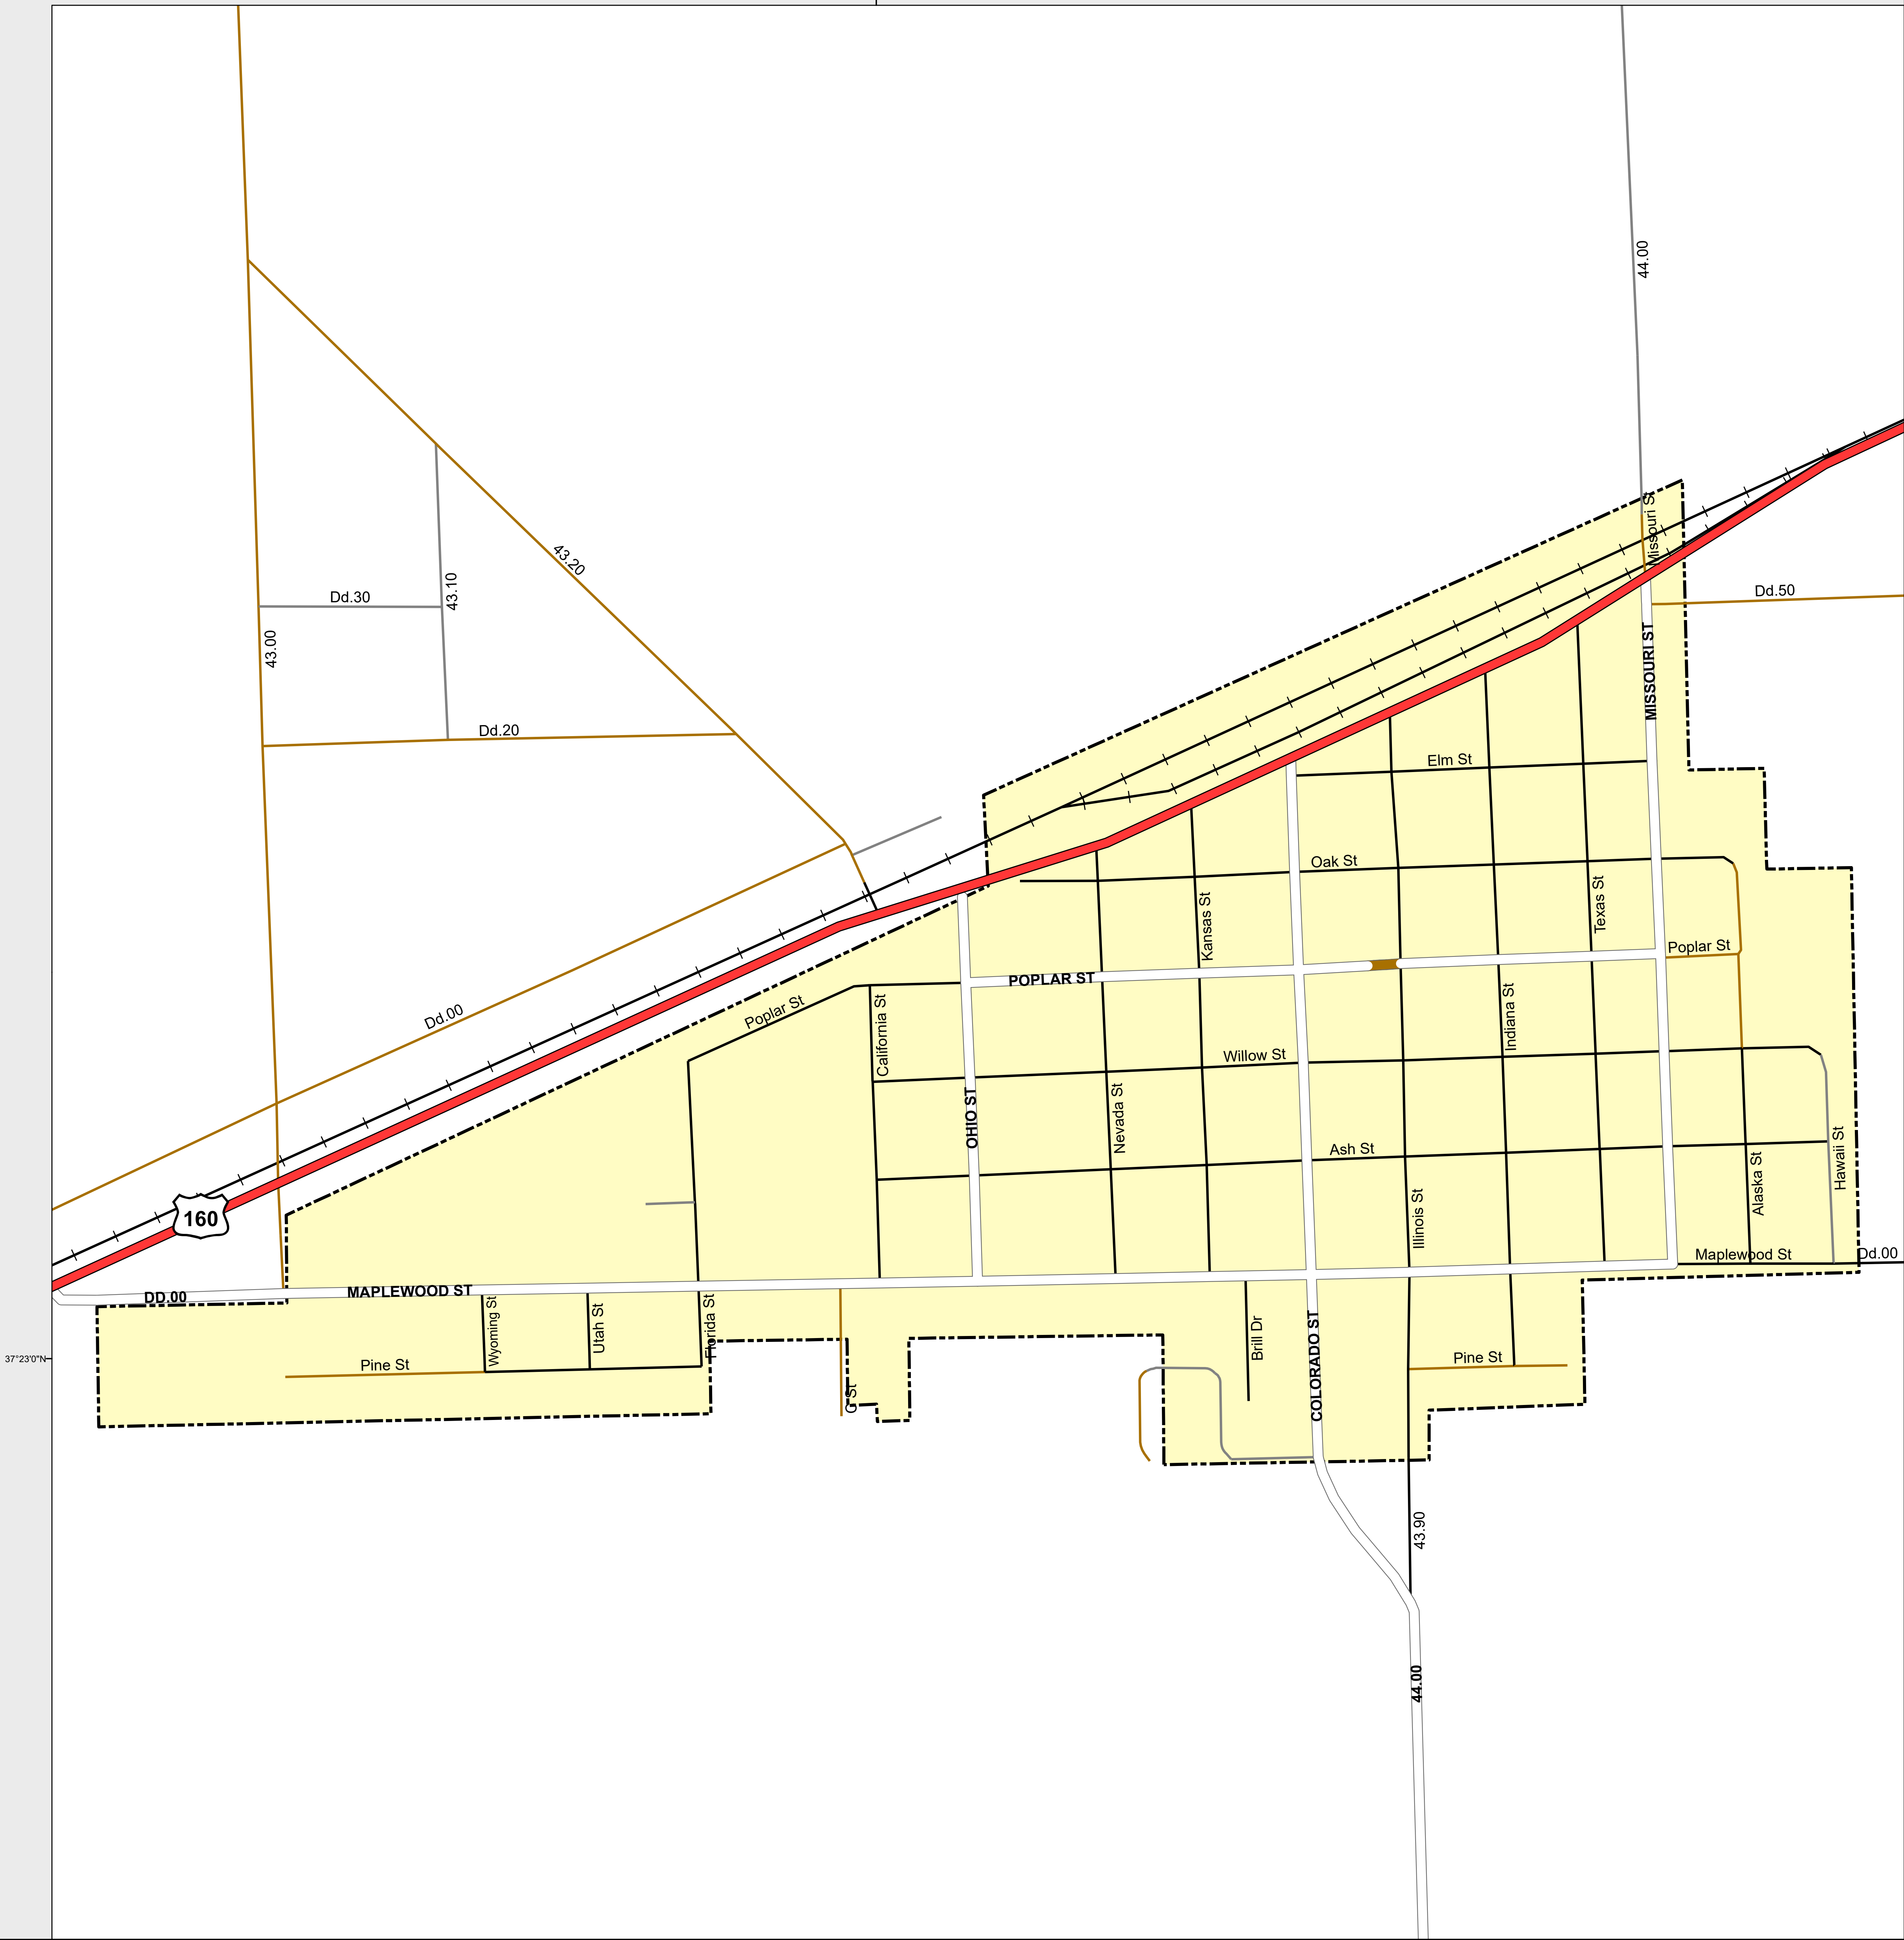 44.00
43.20
43.10
Dd.30
43.00
Dd.20
Missouri St
Dd.50
MISSOURI ST
Elm St
Oak St
Texas St
Kansas St
Poplar St
POPLAR ST
Poplar St
California St
Indiana St
Dd.00
Willow St
OHIO ST
Nevada St
Ash St
Hawaii St
Alaska St
Illinois St
160
Maplewood St
Dd.00
DD.00
MAPLEWOOD ST
Wyoming St
Utah St
Florida St
Brill Dr
COLORADO ST
37°23'0"N
Pine St
Pine St
C St
43.90
44.00